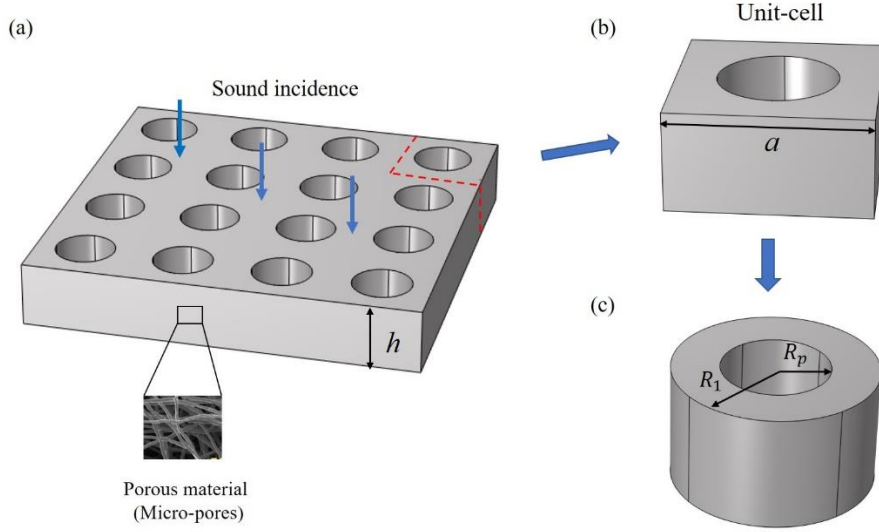 (a)
Sound incidence
h
Porous material
(Micro-pores)
Unit-cell
(b)
a
(c)
R₁
Rₚ